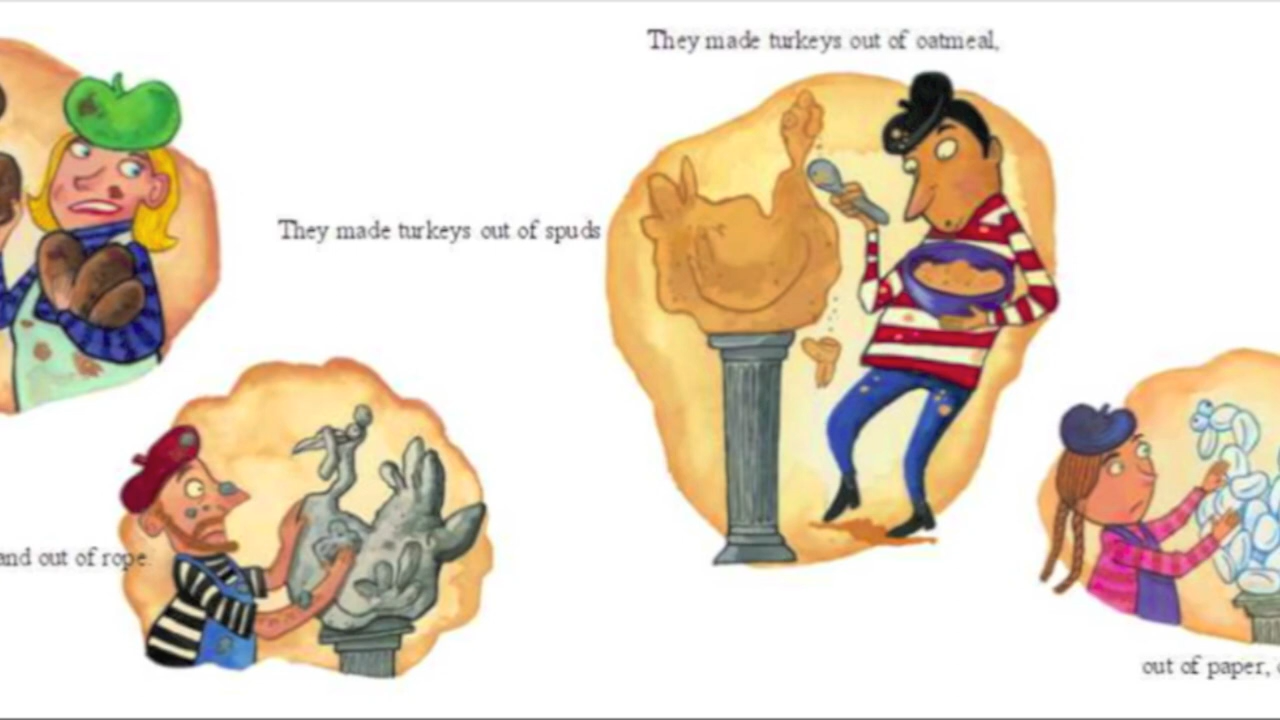 They made turkeys out of oatmeal,
They made turkeys out of spuds
and out of rope.
out of paper,